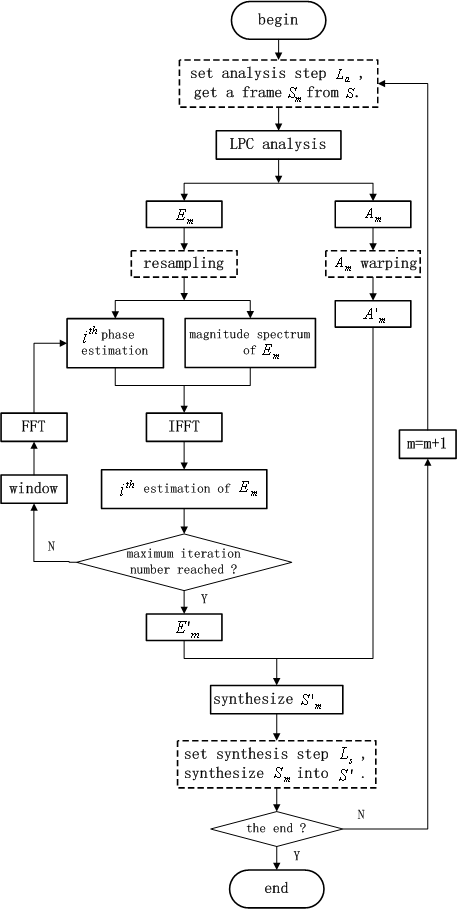 begin
set analysis step Lₐ ,
get a frame Sₘ from S.
LPC analysis
Eₘ
Aₘ
resampling
Aₘ warping
iᵗʰ phase
estimation
magnitude spectrum
of Eₘ
A'ₘ
FFT
IFFT
m=m+1
window
iᵗʰ estimation of Eₘ
N
maximum iteration
number reached ?
Y
E'ₘ
synthesize S'ₘ
set synthesis step Lₛ ,
synthesize Sₘ into S' .
N
the end ?
Y
end